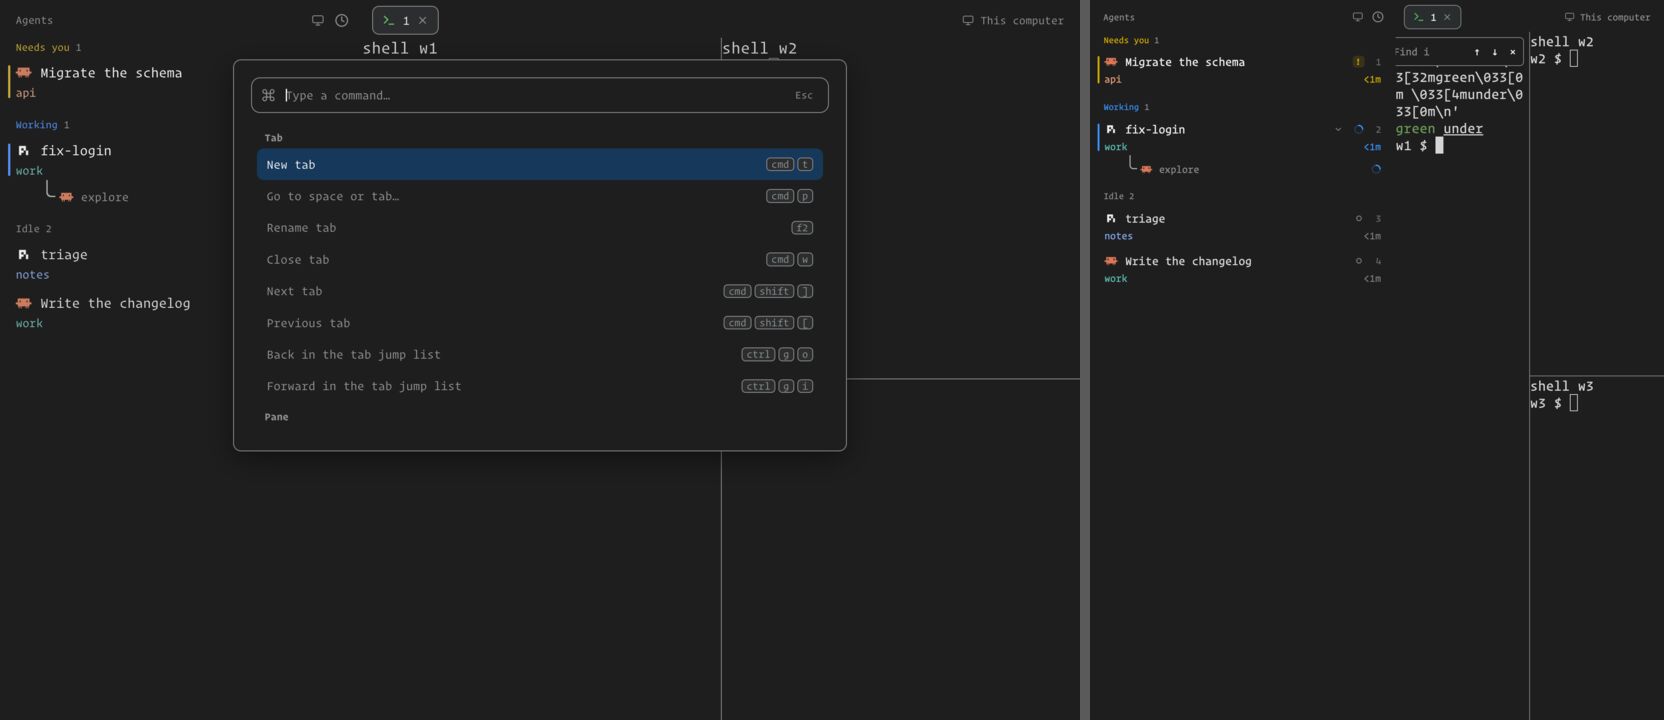 Agents
1
This computer
Needs you 1
Migrate the schema
api
Working 1
fix-login
work
explore
Idle 2
triage
notes
Write the changelog
work
shell w1
shell w2
Type a command…
Esc
Tab
New tab cmd t
Go to space or tab… cmd p
Rename tab f2
Close tab cmd w
Next tab cmd shift ]
Previous tab cmd shift [
Back in the tab jump list ctrl g o
Forward in the tab jump list ctrl g i
Pane
Agents
1
This computer
Needs you 1
Migrate the schema ! 1
api <1m
Working 1
fix-login 2
work <1m
explore
Idle 2
triage 3
notes <1m
Write the changelog 4
work <1m
Find i
3[32mgreen\033[0
m \033[4munder\0
33[0m\n'
green under
w1 $
shell w2
w2 $
shell w3
w3 $